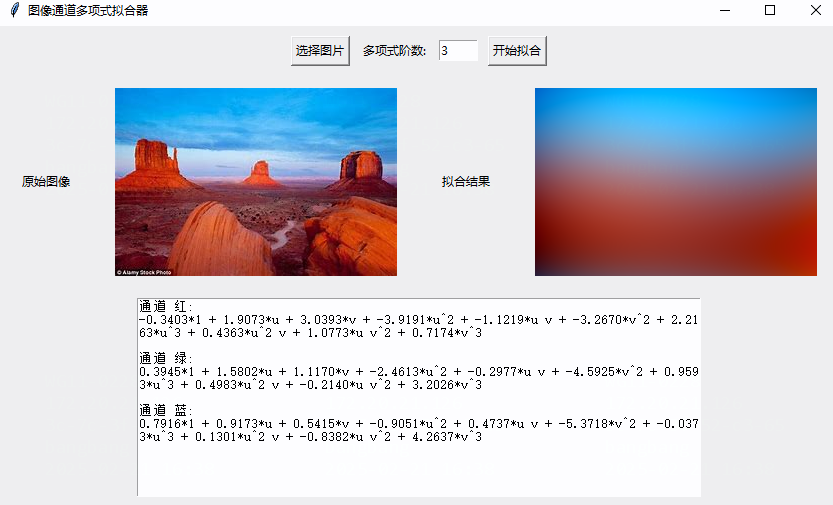 图像通道多项式拟合器
选择图片 多项式阶数: 3 开始拟合
原始图像
© Alamy Stock Photo
拟合结果
通道 红:
-0.3403*1 + 1.9073*u + 3.0393*v + -3.9191*u^2 + -1.1219*u v + -3.2670*v^2 + 2.21
63*u^3 + 0.4363*u^2 v + 1.0773*u v^2 + 0.7174*v^3
通道 绿:
0.3945*1 + 1.5802*u + 1.1170*v + -2.4613*u^2 + -0.2977*u v + -4.5925*v^2 + 0.959
3*u^3 + 0.4983*u^2 v + -0.2140*u v^2 + 3.2026*v^3
通道 蓝:
0.7916*1 + 0.9173*u + 0.5415*v + -0.9051*u^2 + 0.4737*u v + -5.3718*v^2 + -0.037
3*u^3 + 0.1301*u^2 v + -0.8382*u v^2 + 4.2637*v^3